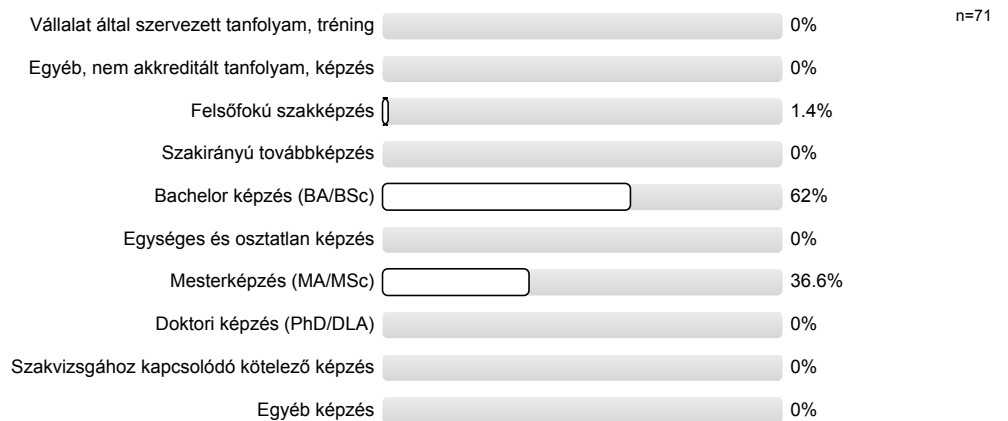 Vállalat által szervezett tanfolyam, tréning 0% n=71
Egyéb, nem akkreditált tanfolyam, képzés 0%
Felsőfokú szakképzés 1.4%
Szakirányú továbbképzés 0%
Bachelor képzés (BA/BSc) 62%
Egységes és osztatlan képzés 0%
Mesterképzés (MA/MSc) 36.6%
Doktori képzés (PhD/DLA) 0%
Szakvizsgához kapcsolódó kötelező képzés 0%
Egyéb képzés 0%